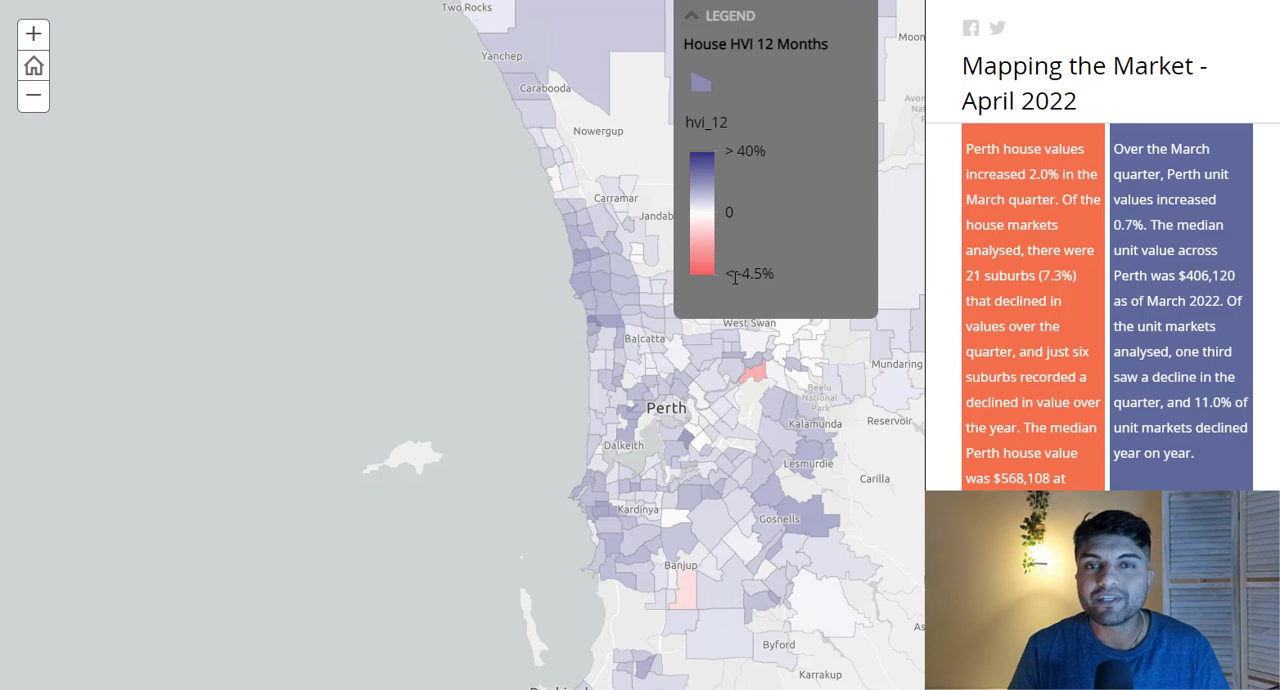 Two Rocks
Yanchep
Carabooda
Nowergup
Carramar
Jandab
LEGEND
House HVI 12 Months
hvi_12
> 40%
0
< -4.5%
Moon
West Swan
Balcatta
Mundaring
Beelu
National
Park
Perth
Kalamunda
Reservoir
Dalkeith
Lesmurdie
Carilla
Kardinya
Gosnells
Banjup
Byford
Karrakup
Mapping the Market -
April 2022
Perth house values
increased 2.0% in the
March quarter. Of the
house markets
analysed, there were
21 suburbs (7.3%)
that declined in
values over the
quarter, and just six
suburbs recorded a
declined in value over
the year. The median
Perth house value
was $568,108 at
Over the March
quarter, Perth unit
values increased
0.7%. The median
unit value across
Perth was $406,120
as of March 2022. Of
the unit markets
analysed, one third
saw a decline in the
quarter, and 11.0% of
unit markets declined
year on year.